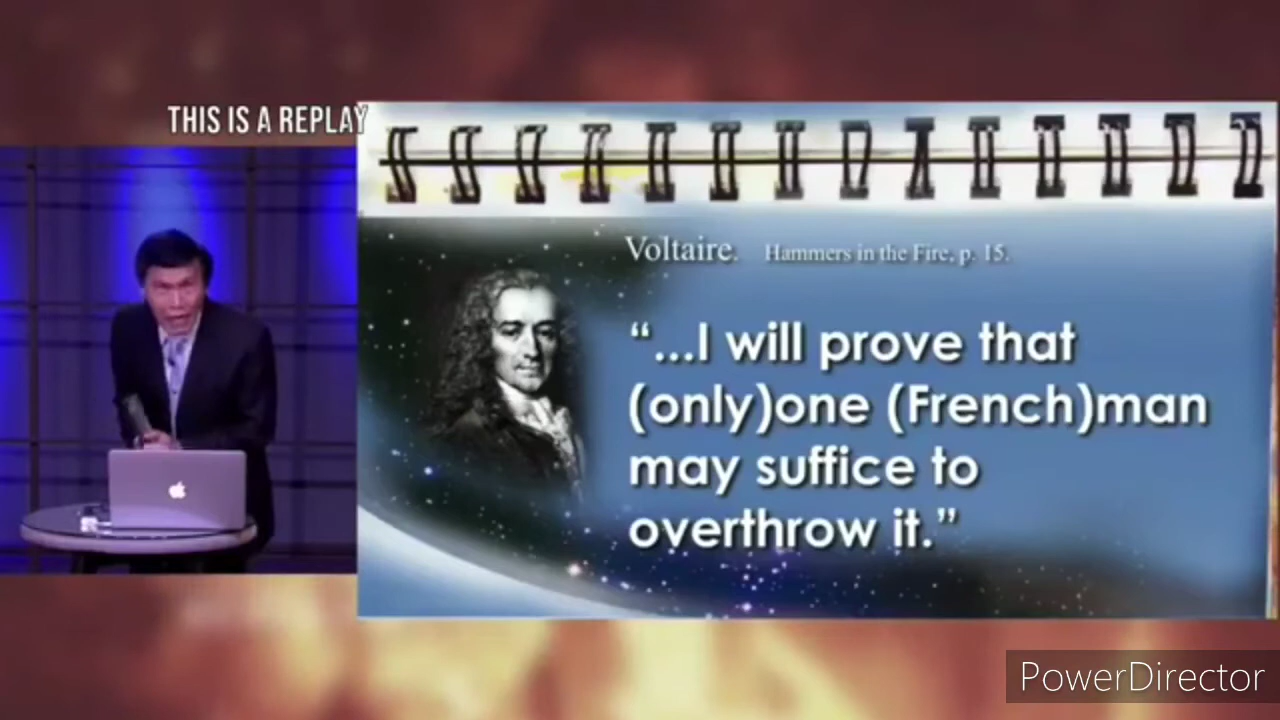 THIS IS A REPLAY
Voltaire. Hammers in the Fire, p. 15.
“...I will prove that
(only)one (French)man
may suffice to
overthrow it.”
PowerDirector